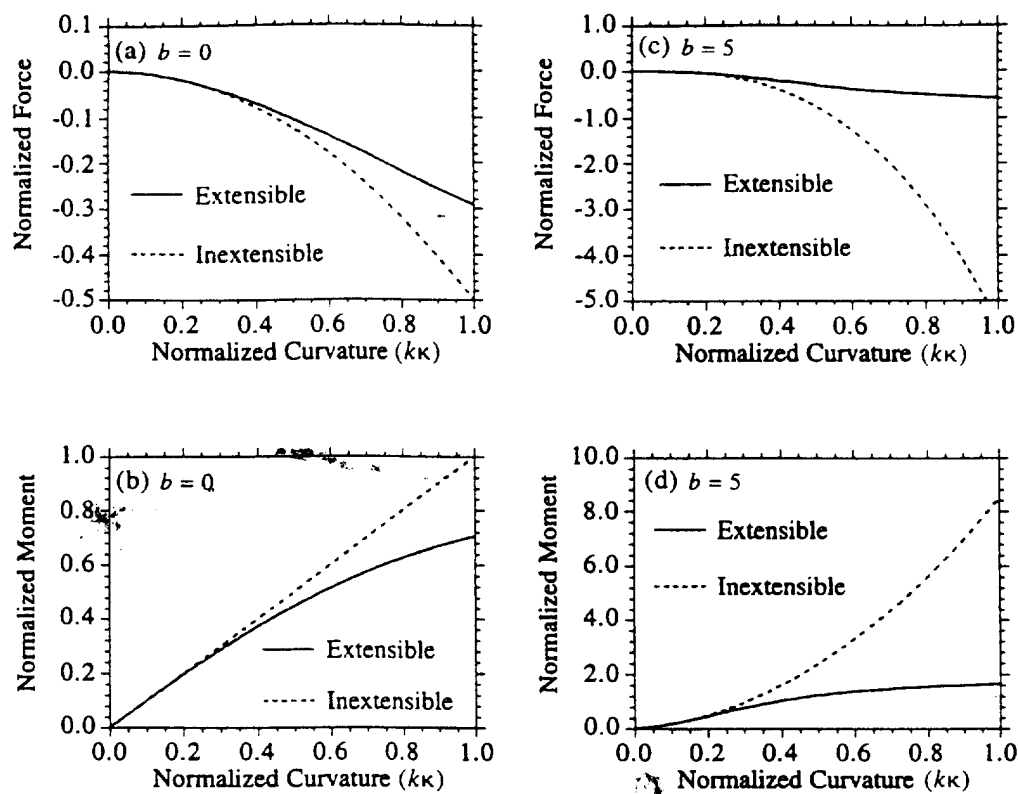 (a) b = 0
0.1
0.0
-0.1
-0.2
-0.3
-0.4
-0.5
Normalized Force
Extensible
Inextensible
0.0 0.2 0.4 0.6 0.8 1.0
Normalized Curvature (kκ)
(c) b = 5
1.0
0.0
-1.0
-2.0
-3.0
-4.0
-5.0
Normalized Force
Extensible
Inextensible
0.0 0.2 0.4 0.6 0.8 1.0
Normalized Curvature (kκ)
(b) b = 0
1.0
0.8
0.6
0.4
0.2
0.0
Normalized Moment
Extensible
Inextensible
0.0 0.2 0.4 0.6 0.8 1.0
Normalized Curvature (kκ)
(d) b = 5
10.0
8.0
6.0
4.0
2.0
0.0
Normalized Moment
Extensible
Inextensible
0.0 0.2 0.4 0.6 0.8 1.0
Normalized Curvature (kκ)